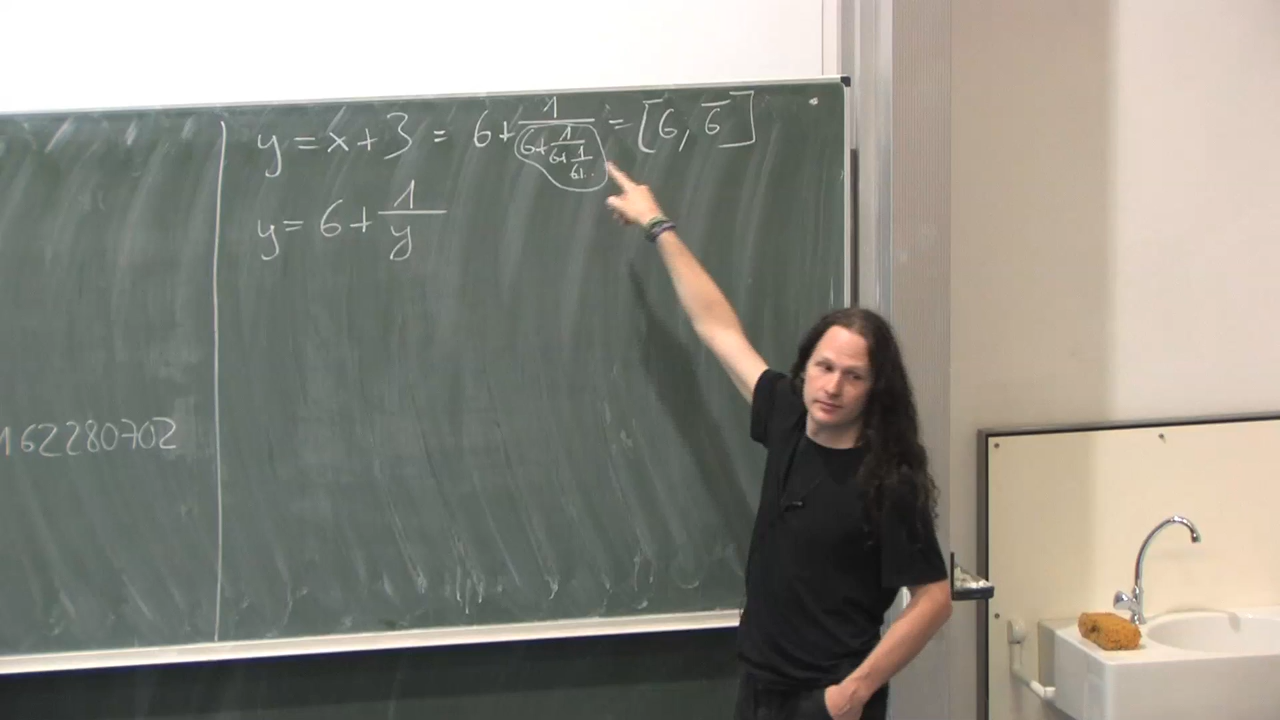 y = x + 3 = 6 + 1/(6 + 1/(6 + 1/(6+..))) = [6, 6̅]
y = 6 + 1/y
162280702